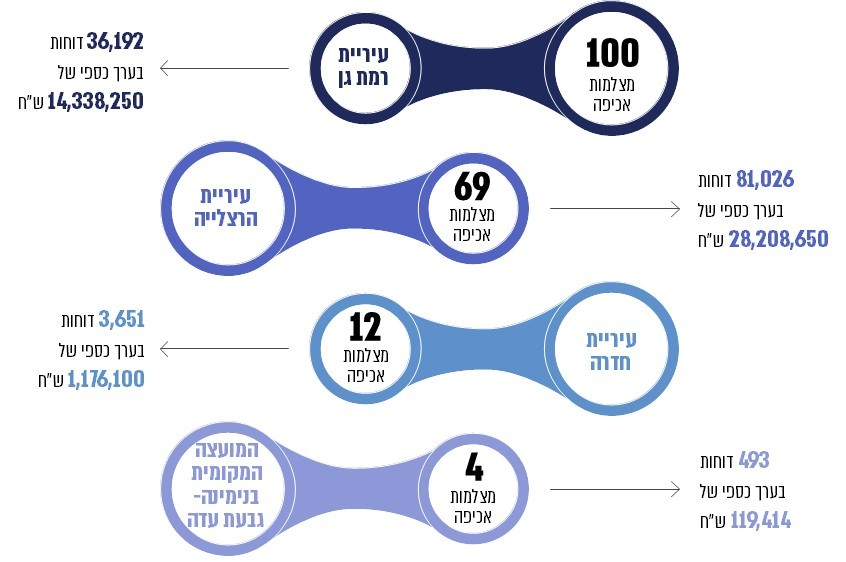 100
מצלמות
אכיפה
עיריית
רמת גן
36,192 דוחות
בערך כספי של
14,338,250 ש"ח
עיריית
הרצלייה
69
מצלמות
אכיפה
81,026 דוחות
בערך כספי של
28,208,650 ש"ח
עיריית
חדרה
12
מצלמות
אכיפה
3,651 דוחות
בערך כספי של
1,176,100 ש"ח
המועצה
המקומית
בנימינה-
גבעת עדה
4
מצלמות
אכיפה
493 דוחות
בערך כספי של
119,414 ש"ח